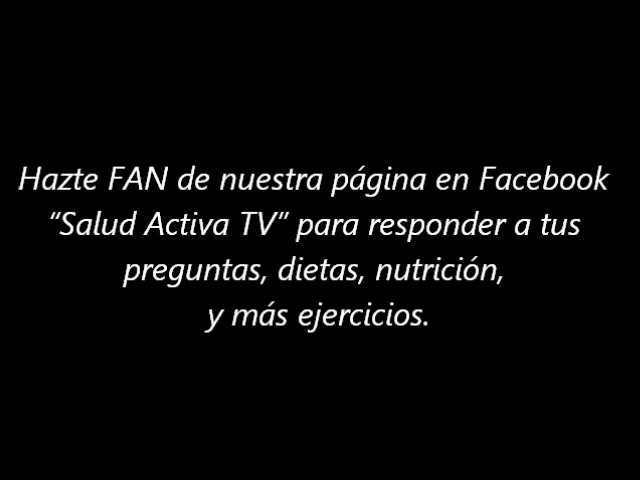 Hazte FAN de nuestra página en Facebook
“Salud Activa TV” para responder a tus
preguntas, dietas, nutrición,
y más ejercicios.